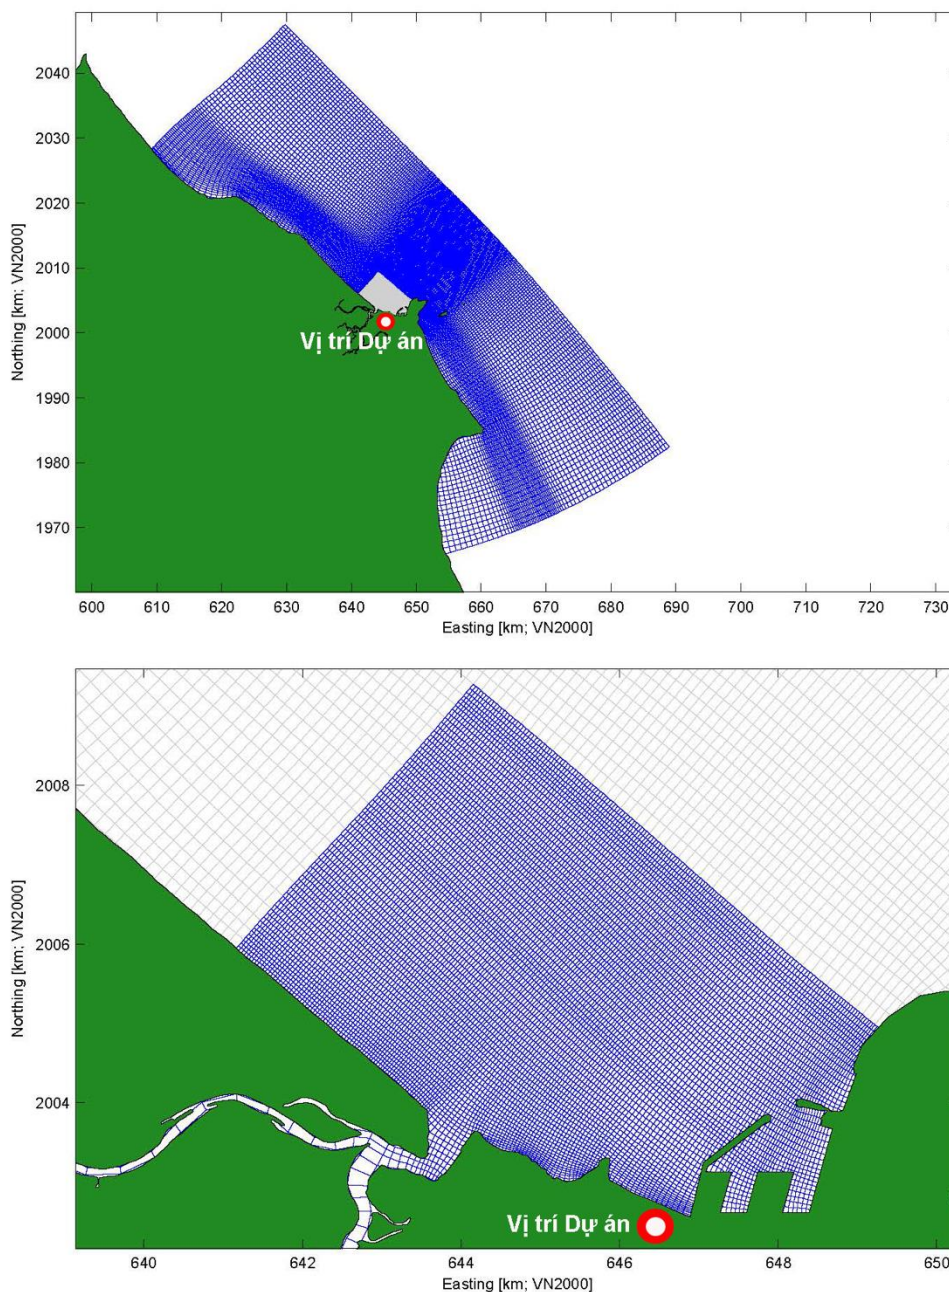 2040
2030
2020
2010
2000
1990
1980
1970
Northing [km; VN2000]
Vị trí Dự án
600 610 620 630 640 650 660 670 680 690 700 710 720 730
Easting [km; VN2000]
2008
2006
2004
Northing [km; VN2000]
Vị trí Dự án
640 642 644 646 648 650
Easting [km; VN2000]